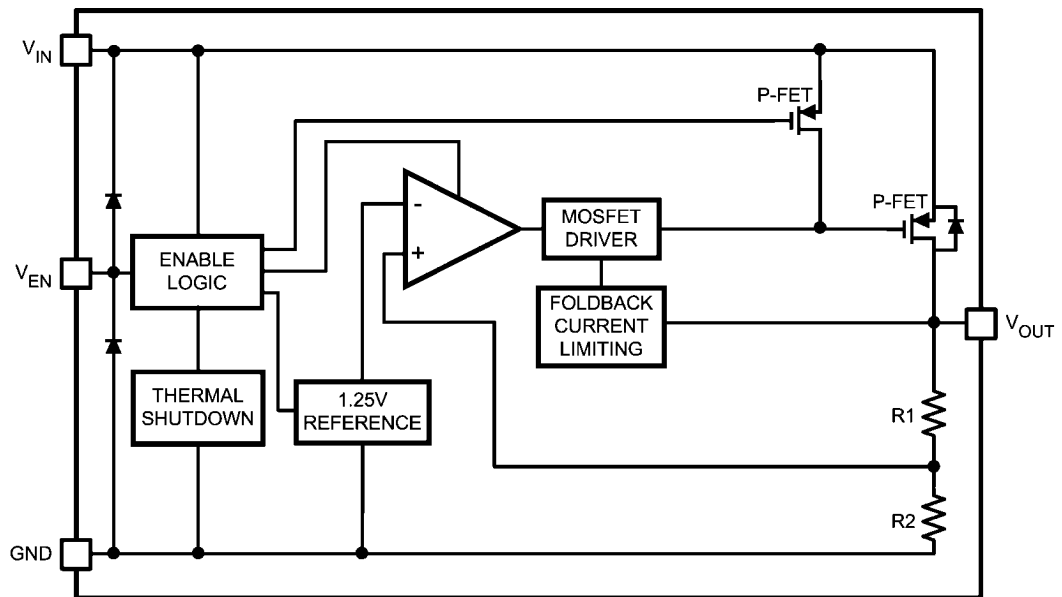 VIN
P-FET
P-FET
-
MOSFET
DRIVER
+
ENABLE
LOGIC
VEN
FOLDBACK
CURRENT
LIMITING
VOUT
THERMAL
SHUTDOWN
1.25V
REFERENCE
R1
R2
GND